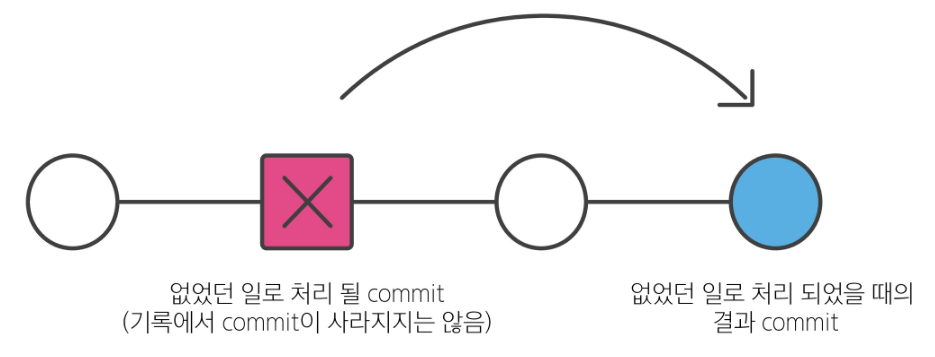 없었던 일로 처리 될 commit
(기록에서 commit이 사라지지는 않음)
없었던 일로 처리 되었을 때의
결과 commit